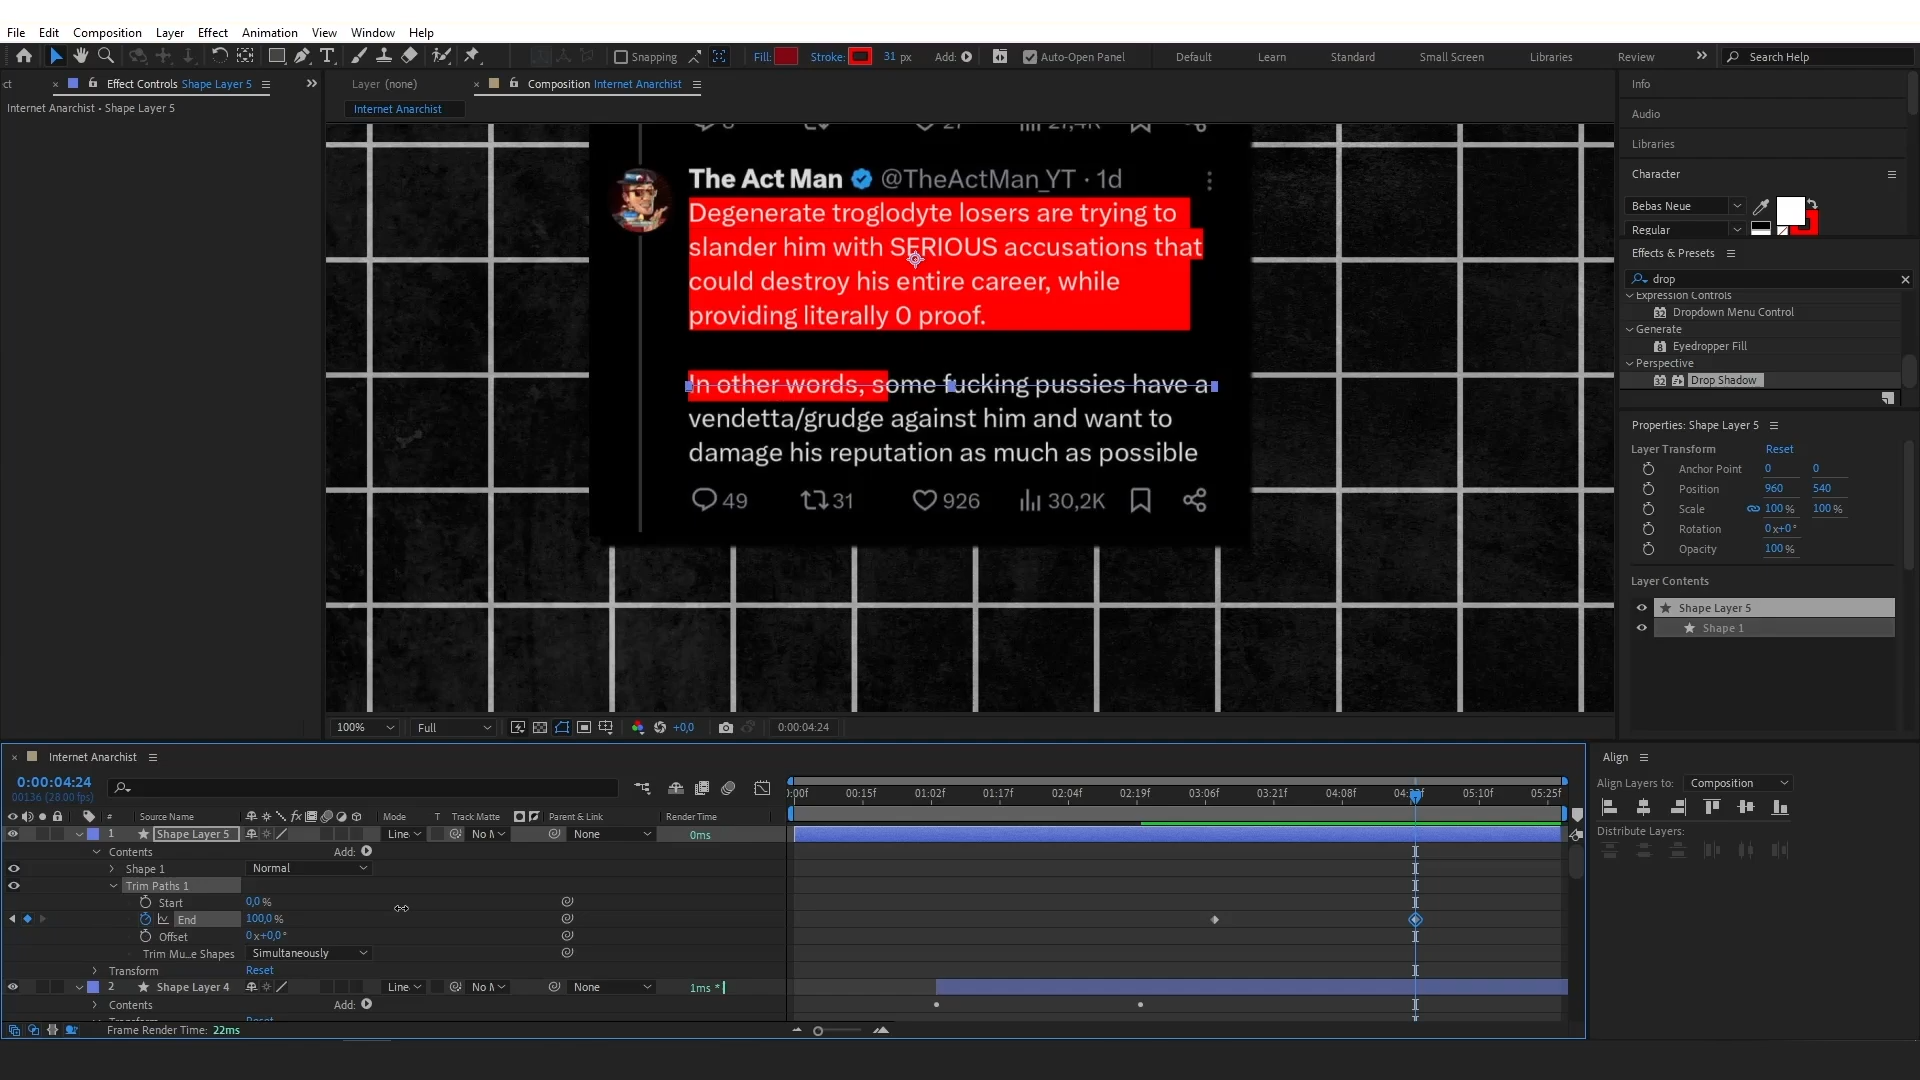 File Edit Composition Layer Effect Animation View Window Help
Snapping Fill: Stroke: 31 px Add: Auto-Open Panel Default Learn Standard Small Screen Libraries Review Search Help
ct Effect Controls Shape Layer 5
Internet Anarchist • Shape Layer 5
Layer (none) Composition Internet Anarchist
Internet Anarchist
The Act Man @TheActMan_YT · 1d
Degenerate troglodyte losers are trying to
slander him with SERIOUS accusations that
could destroy his entire career, while
providing literally 0 proof.
In other words, some fucking pussies have a
vendetta/grudge against him and want to
damage his reputation as much as possible
49 31 926 30,2K
100% Full +0,0 0:00:04:24
Info
Audio
Libraries
Character
Bebas Neue
Regular
Effects & Presets
drop
Expression Controls
Dropdown Menu Control
Generate
Eyedropper Fill
Perspective
Drop Shadow
Properties: Shape Layer 5
Layer Transform Reset
Anchor Point 0 0
Position 960 540
Scale 100 % 100 %
Rotation 0x+0°
Opacity 100 %
Layer Contents
Shape Layer 5
Shape 1
Internet Anarchist
0:00:04:24
00136 (28.00 fps)
# Source Name Mode T Track Matte Parent & Link Render Time
:00f 00:15f 01:02f 01:17f 02:04f 02:19f 03:06f 03:21f 04:08f 05:10f 05:25f
1 Shape Layer 5 Line None 0ms
Contents Add:
Shape 1 Normal
Trim Paths 1
Start 0,0 %
End 100,0 %
Offset 0x+0,0°
Trim Mu...e Shapes Simultaneously
Transform Reset
2 Shape Layer 4 Line None 1ms *
Contents Add:
Frame Render Time: 22ms
Align
Align Layers to: Composition
Distribute Layers: